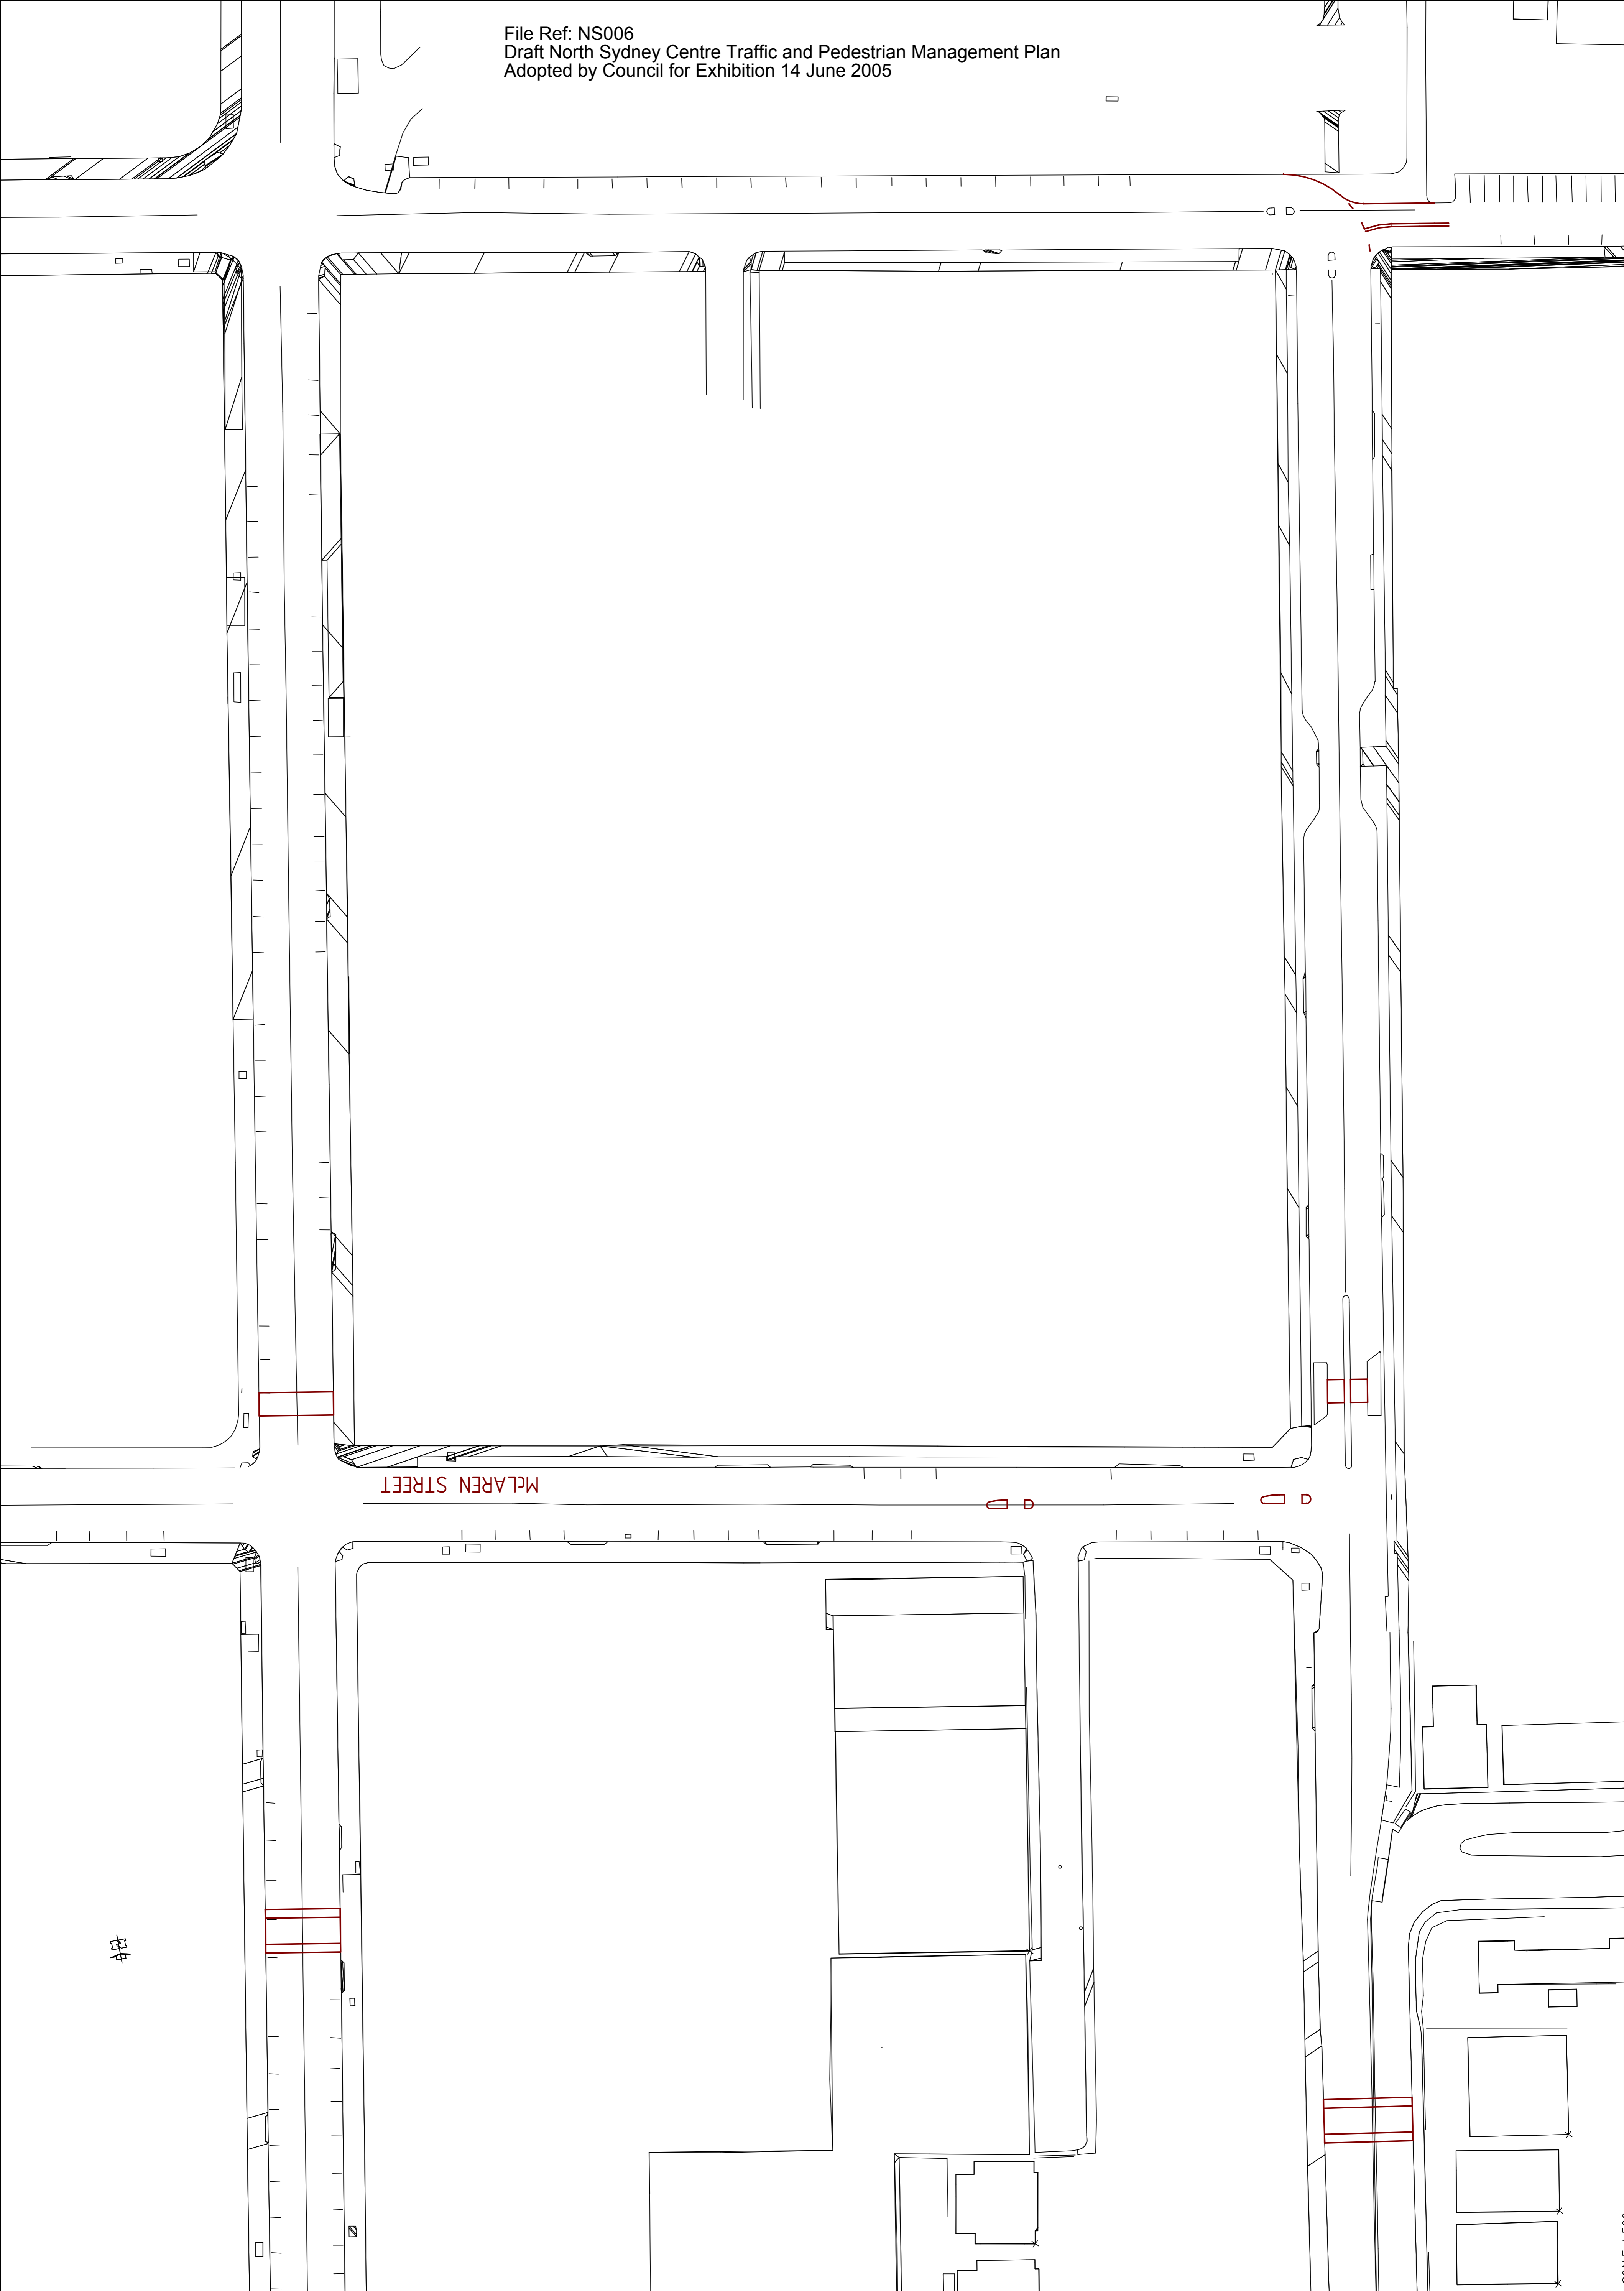 File Ref: NS006
Draft North Sydney Centre Traffic and Pedestrian Management Plan
Adopted by Council for Exhibition 14 June 2005
McLAREN STREET